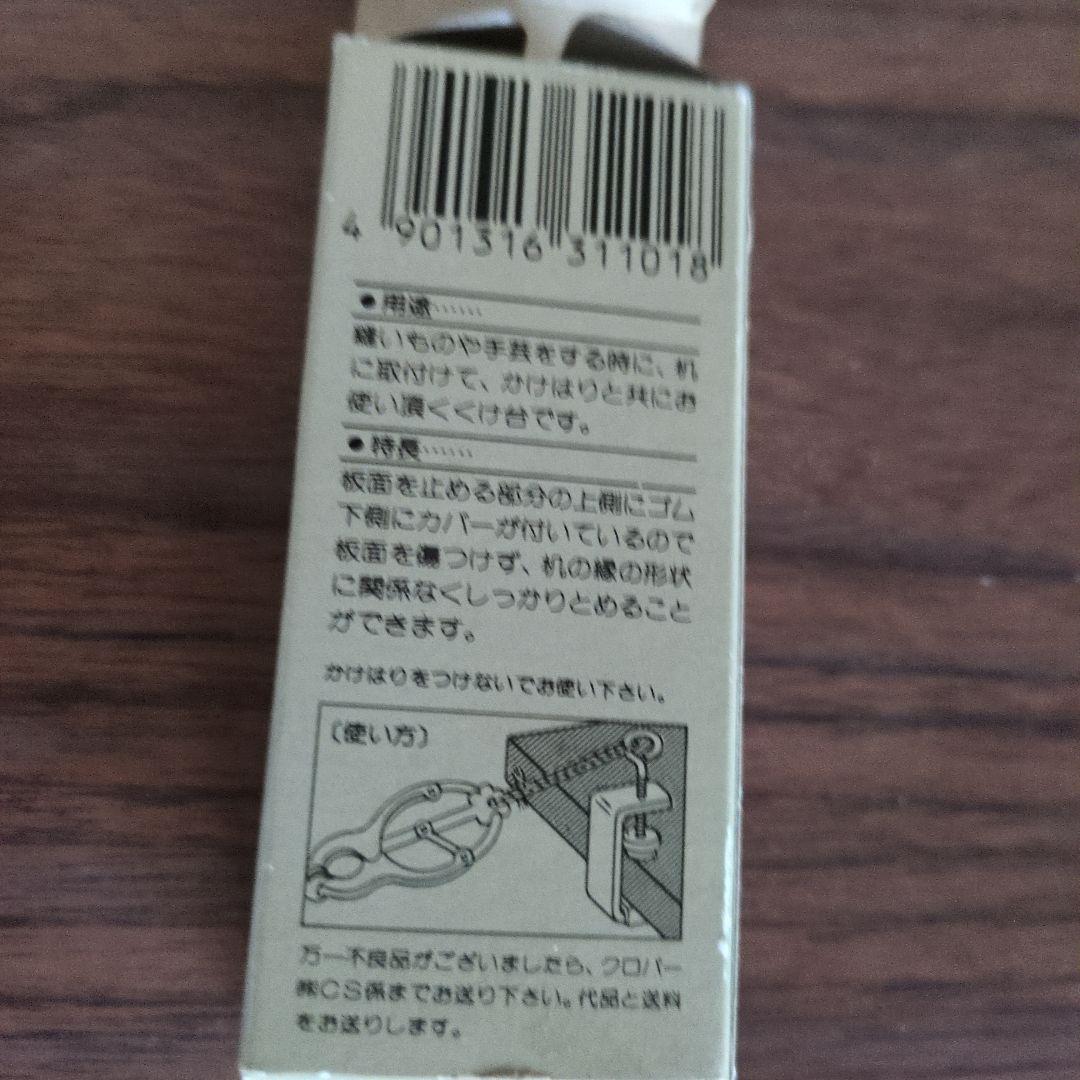 4 901316 311018
●用途……
縫いものや手芸をする時に、机
に取付けて、かけはりと共にお
使い頂くくけ台です。
●特長……
板面を止める部分の上側にゴム
下側にカバーが付いているので
板面を傷つけず、机の縁の形状
に関係なくしっかりとめること
ができます。
かけはりをつけないでお使い下さい。
〔使い方〕
万一不良品がございましたら、クロバー
㈱CS係までお送り下さい。代品と送料
をお送りします。